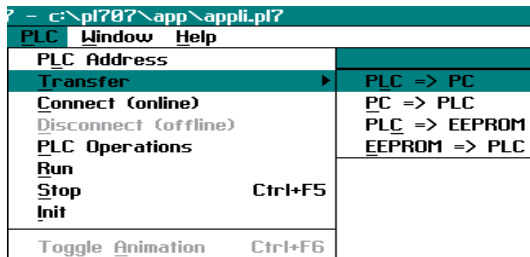 7 - c:\pl707\app\appli.pl7
PLC Window Help
PLC Address
Transfer
PLC => PC
Connect (online)
PC => PLC
Disconnect (offline)
PLC => EEPROM
PLC Operations
EEPROM => PLC
Run
Stop Ctrl+F5
Init
Toggle Animation Ctrl+F6